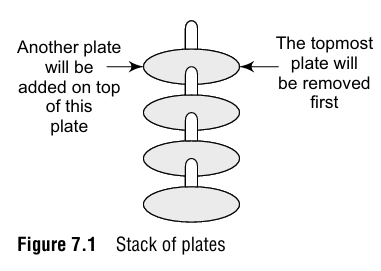 Another plate
will be
added on top
of this
plate
The topmost
plate will
be removed
first
Figure 7.1 Stack of plates